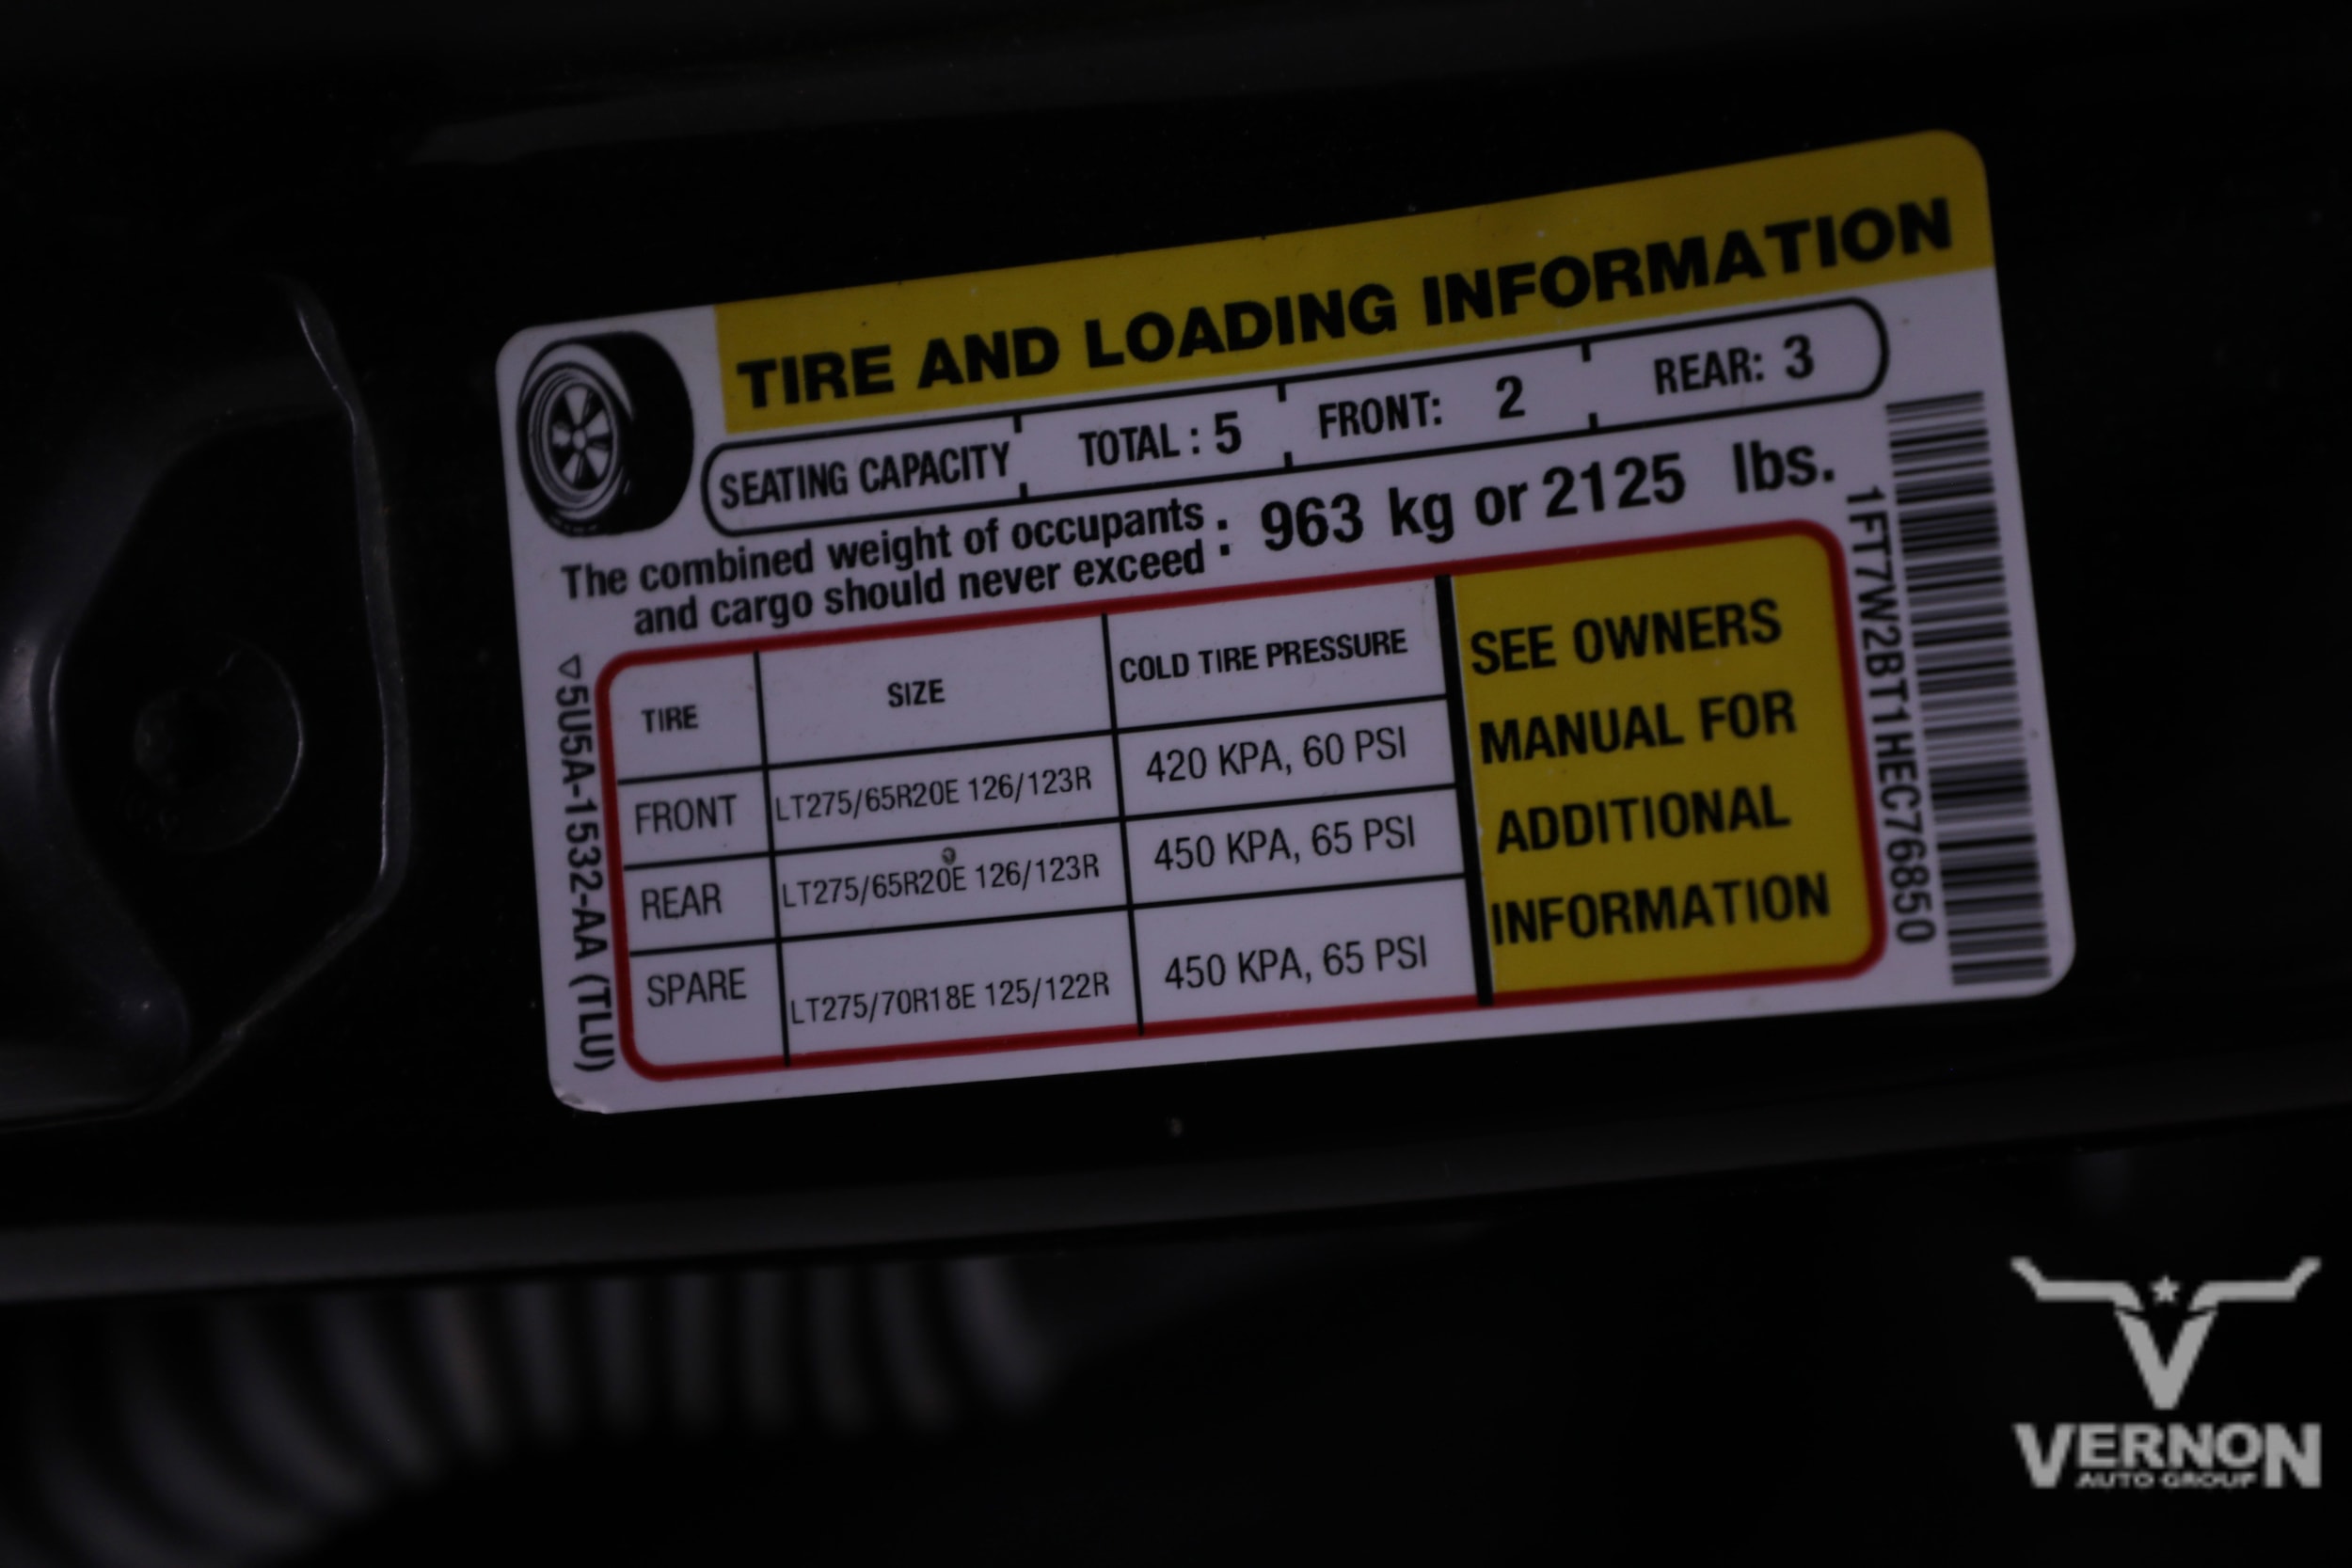 TIRE AND LOADING INFORMATION
SEATING CAPACITY TOTAL : 5 FRONT: 2 REAR: 3
The combined weight of occupants
and cargo should never exceed : 963 kg or 2125 lbs.
TIRE SIZE COLD TIRE PRESSURE
FRONT LT275/65R20E 126/123R 420 KPA, 60 PSI
REAR LT275/65R20E 126/123R 450 KPA, 65 PSI
SPARE LT275/70R18E 125/122R 450 KPA, 65 PSI
SEE OWNERS
MANUAL FOR
ADDITIONAL
INFORMATION
5U5A-1532-AA (TLU)
1FT7W2BT1HEC76850
VERNON
AUTO GROUP